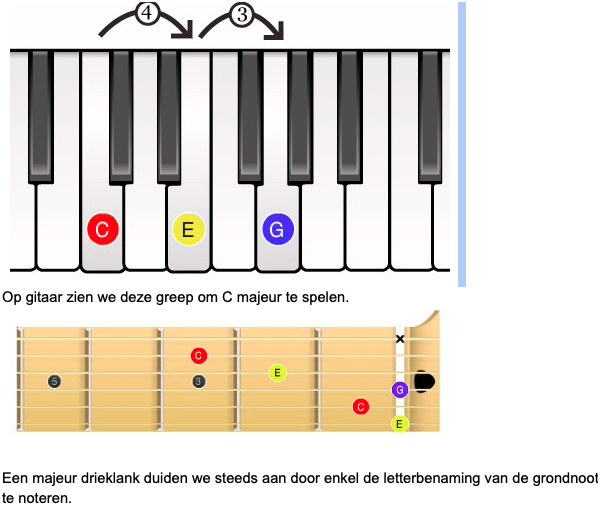 4 3
C E G
Op gitaar zien we deze greep om C majeur te spelen.
x
C
E
5 3
G
C
E
Een majeur drieklank duiden we steeds aan door enkel de letterbenaming van de grondnoot
te noteren.